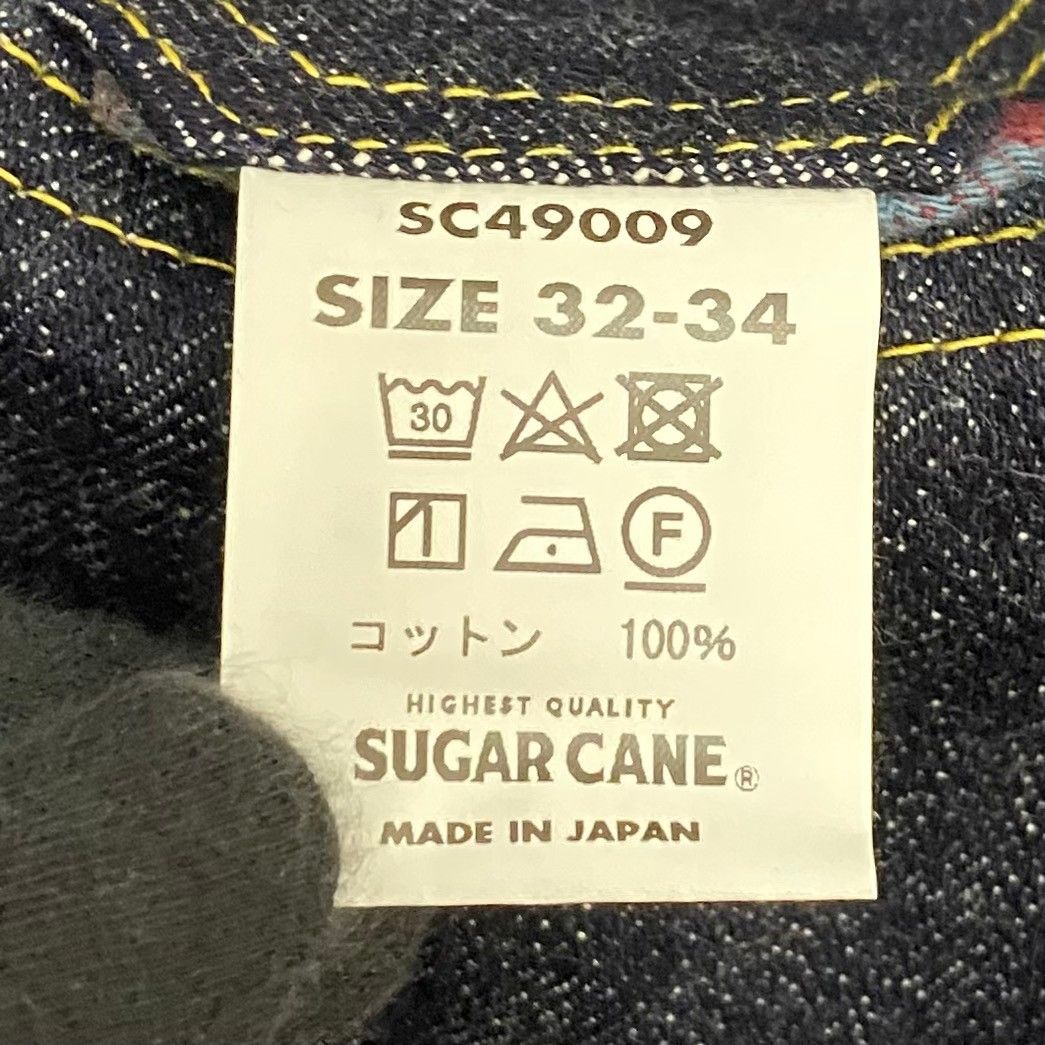 SC49009
SIZE 32-34
30
F
コットン 100%
HIGHEST QUALITY
SUGAR CANE®
MADE IN JAPAN